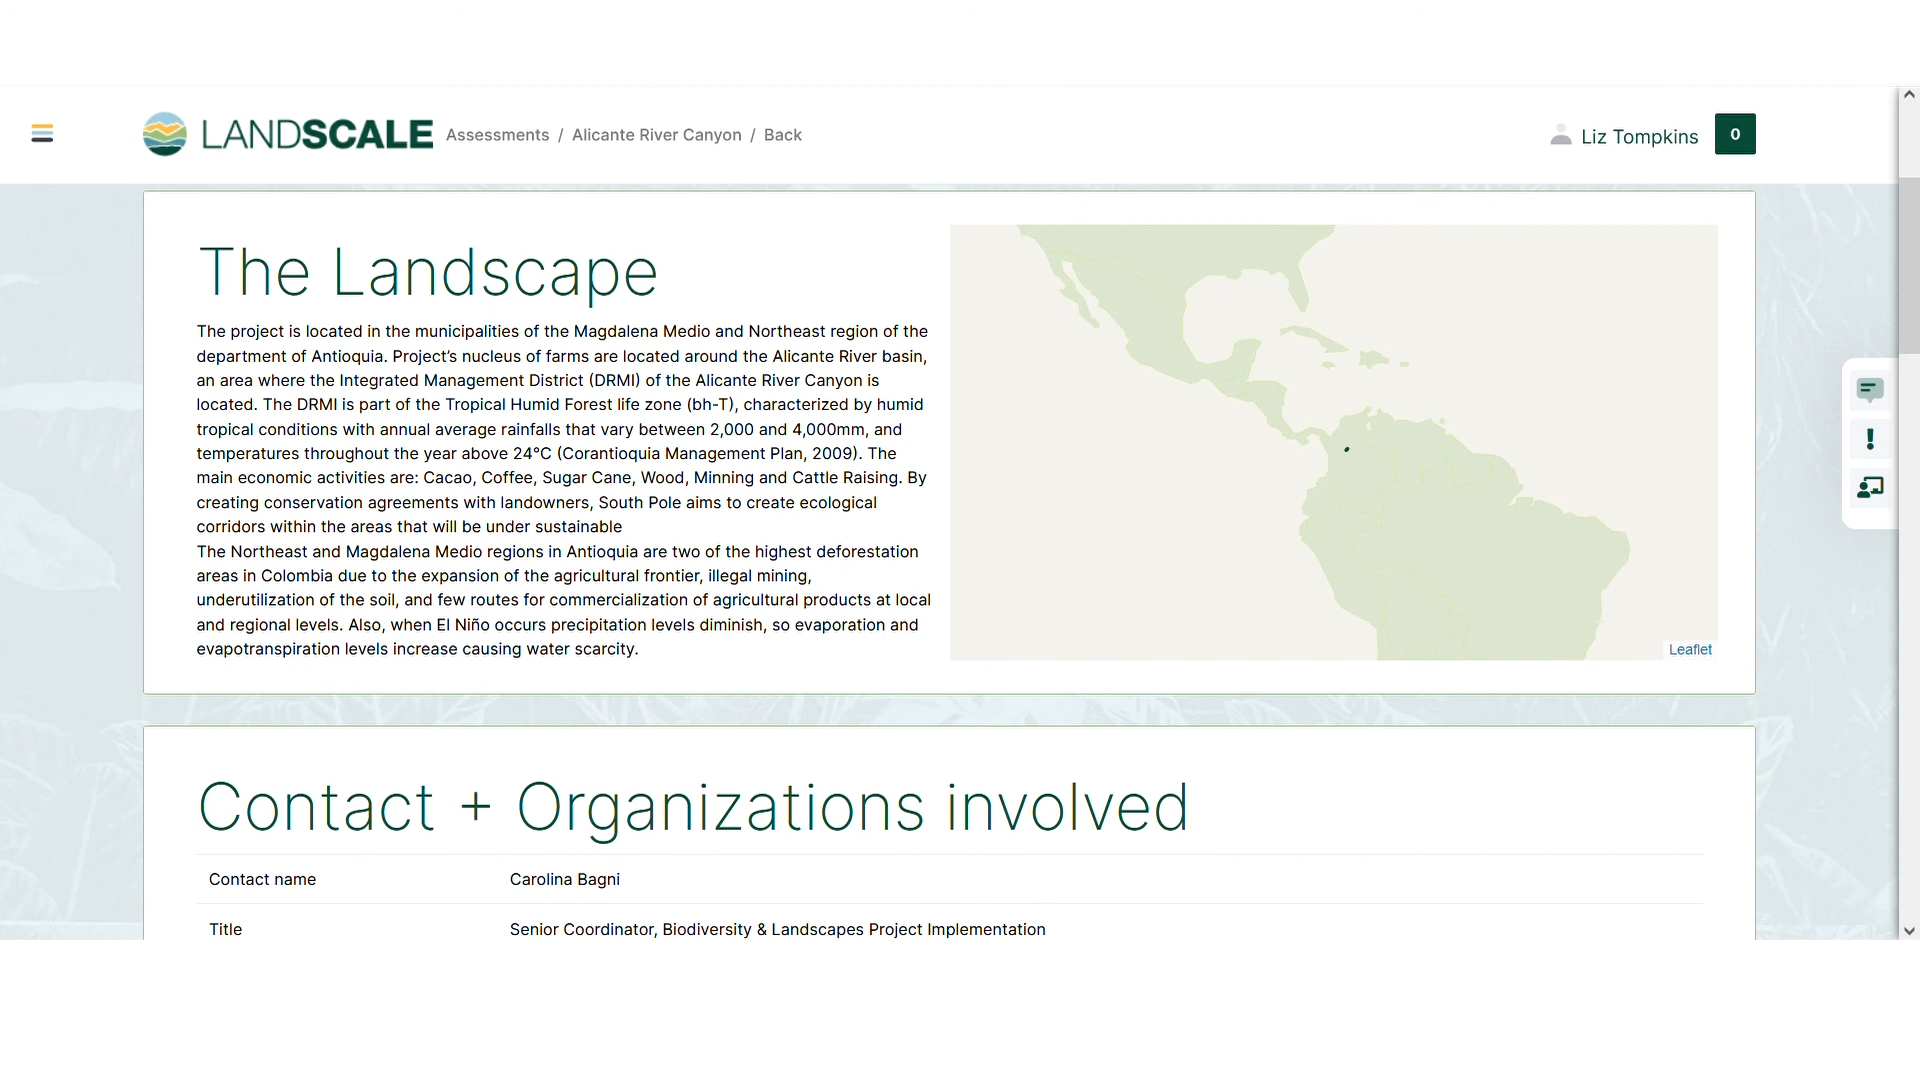 LANDSCALE Assessments / Alicante River Canyon / Back
Liz Tompkins 0
The Landscape
The project is located in the municipalities of the Magdalena Medio and Northeast region of the
department of Antioquia. Project's nucleus of farms are located around the Alicante River basin,
an area where the Integrated Management District (DRMI) of the Alicante River Canyon is
located. The DRMI is part of the Tropical Humid Forest life zone (bh-T), characterized by humid
tropical conditions with annual average rainfalls that vary between 2,000 and 4,000mm, and
temperatures throughout the year above 24°C (Corantioquia Management Plan, 2009). The
main economic activities are: Cacao, Coffee, Sugar Cane, Wood, Minning and Cattle Raising. By
creating conservation agreements with landowners, South Pole aims to create ecological
corridors within the areas that will be under sustainable
The Northeast and Magdalena Medio regions in Antioquia are two of the highest deforestation
areas in Colombia due to the expansion of the agricultural frontier, illegal mining,
underutilization of the soil, and few routes for commercialization of agricultural products at local
and regional levels. Also, when El Niño occurs precipitation levels diminish, so evaporation and
evapotranspiration levels increase causing water scarcity.
Leaflet
Contact + Organizations involved
Contact name Carolina Bagni
Title Senior Coordinator, Biodiversity & Landscapes Project Implementation